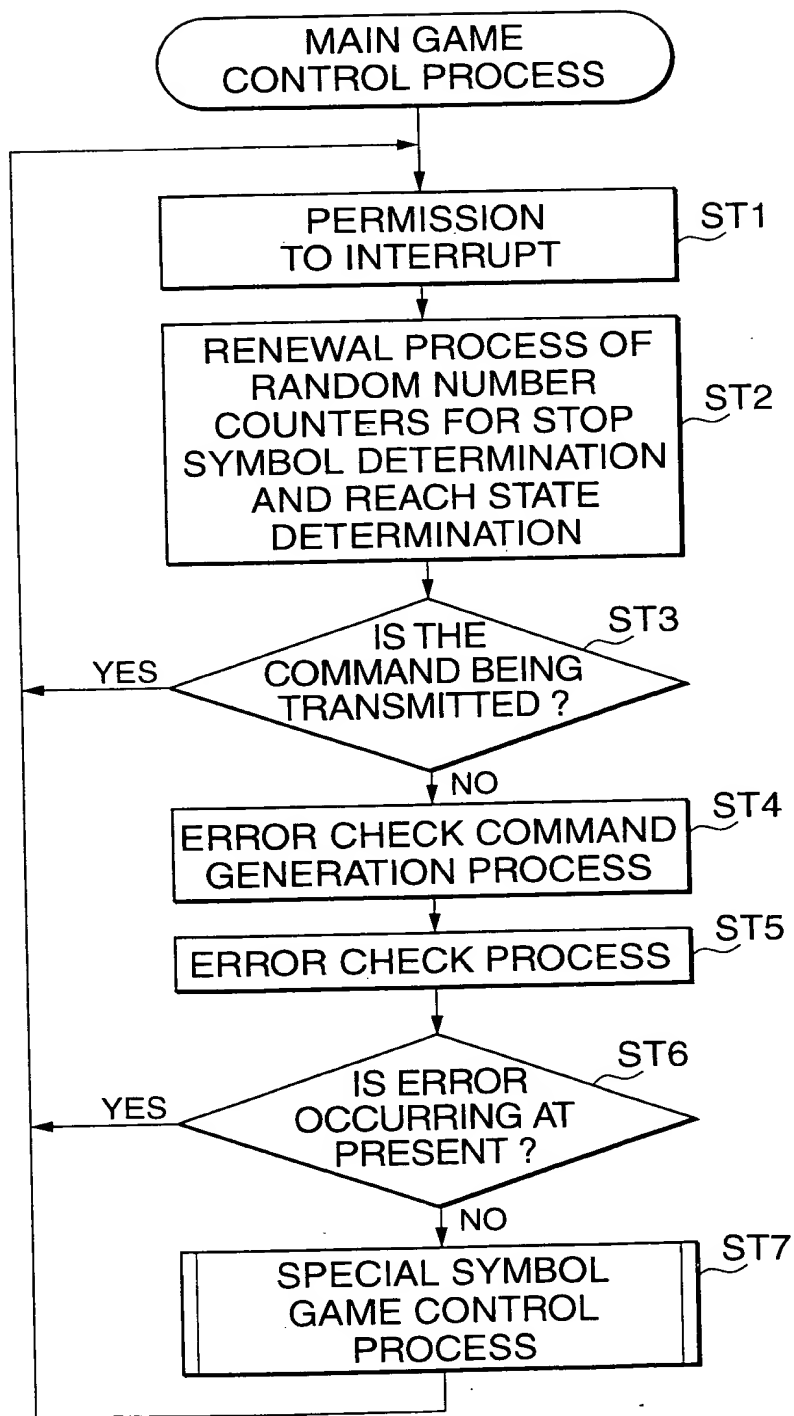 MAIN GAME
CONTROL PROCESS
PERMISSION
TO INTERRUPT
ST1
RENEWAL PROCESS OF
RANDOM NUMBER
COUNTERS FOR STOP
SYMBOL DETERMINATION
AND REACH STATE
DETERMINATION
ST2
IS THE
COMMAND BEING
TRANSMITTED ?
ST3
YES
NO
ERROR CHECK COMMAND
GENERATION PROCESS
ST4
ERROR CHECK PROCESS
ST5
IS ERROR
OCCURRING AT
PRESENT ?
ST6
YES
NO
SPECIAL SYMBOL
GAME CONTROL
PROCESS
ST7